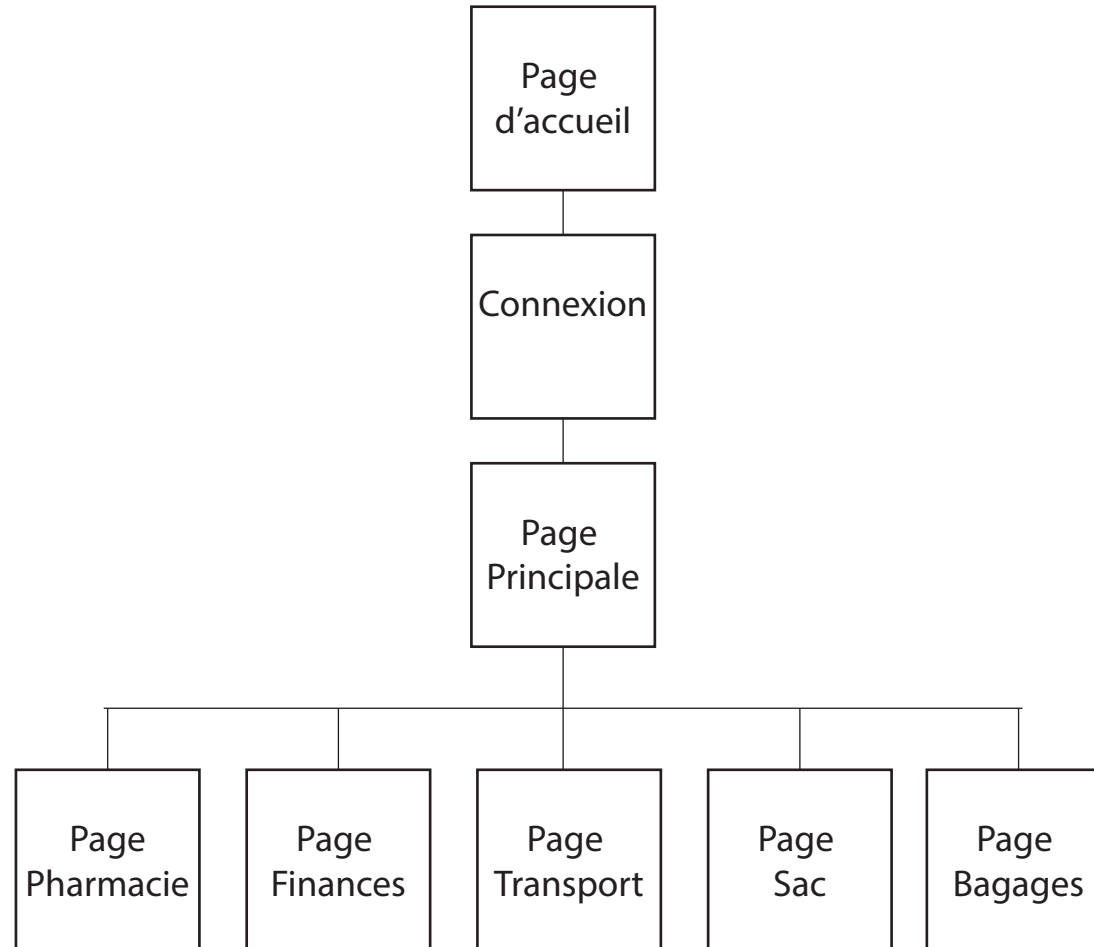 Page
d’accueil
Connexion
Page
Principale
Page
Pharmacie
Page
Finances
Page
Transport
Page
Sac
Page
Bagages